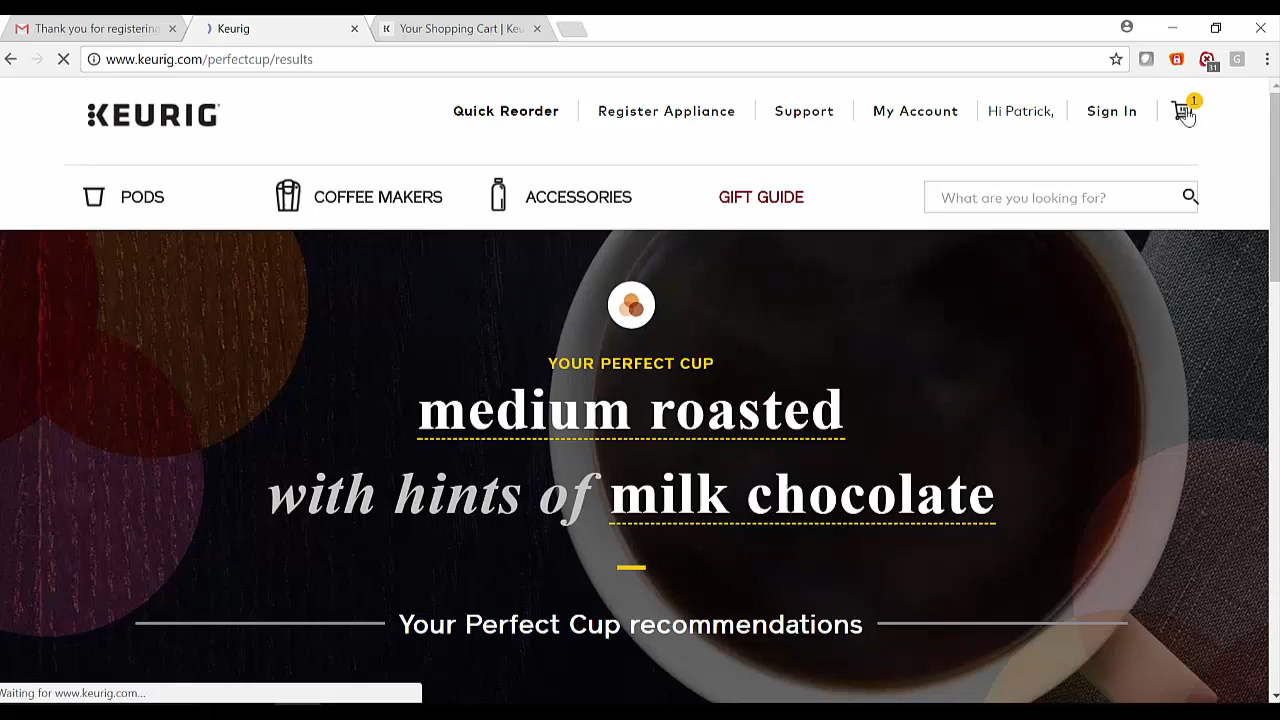 Thank you for registering
Keurig
Your Shopping Cart | Keu
www.keurig.com/perfectcup/results
31
G
KEURIG
Quick Reorder
Register Appliance
Support
My Account
Hi Patrick,
Sign In
1
PODS
COFFEE MAKERS
ACCESSORIES
GIFT GUIDE
What are you looking for?
YOUR PERFECT CUP
medium roasted
with hints of milk chocolate
Your Perfect Cup recommendations
Waiting for www.keurig.com...